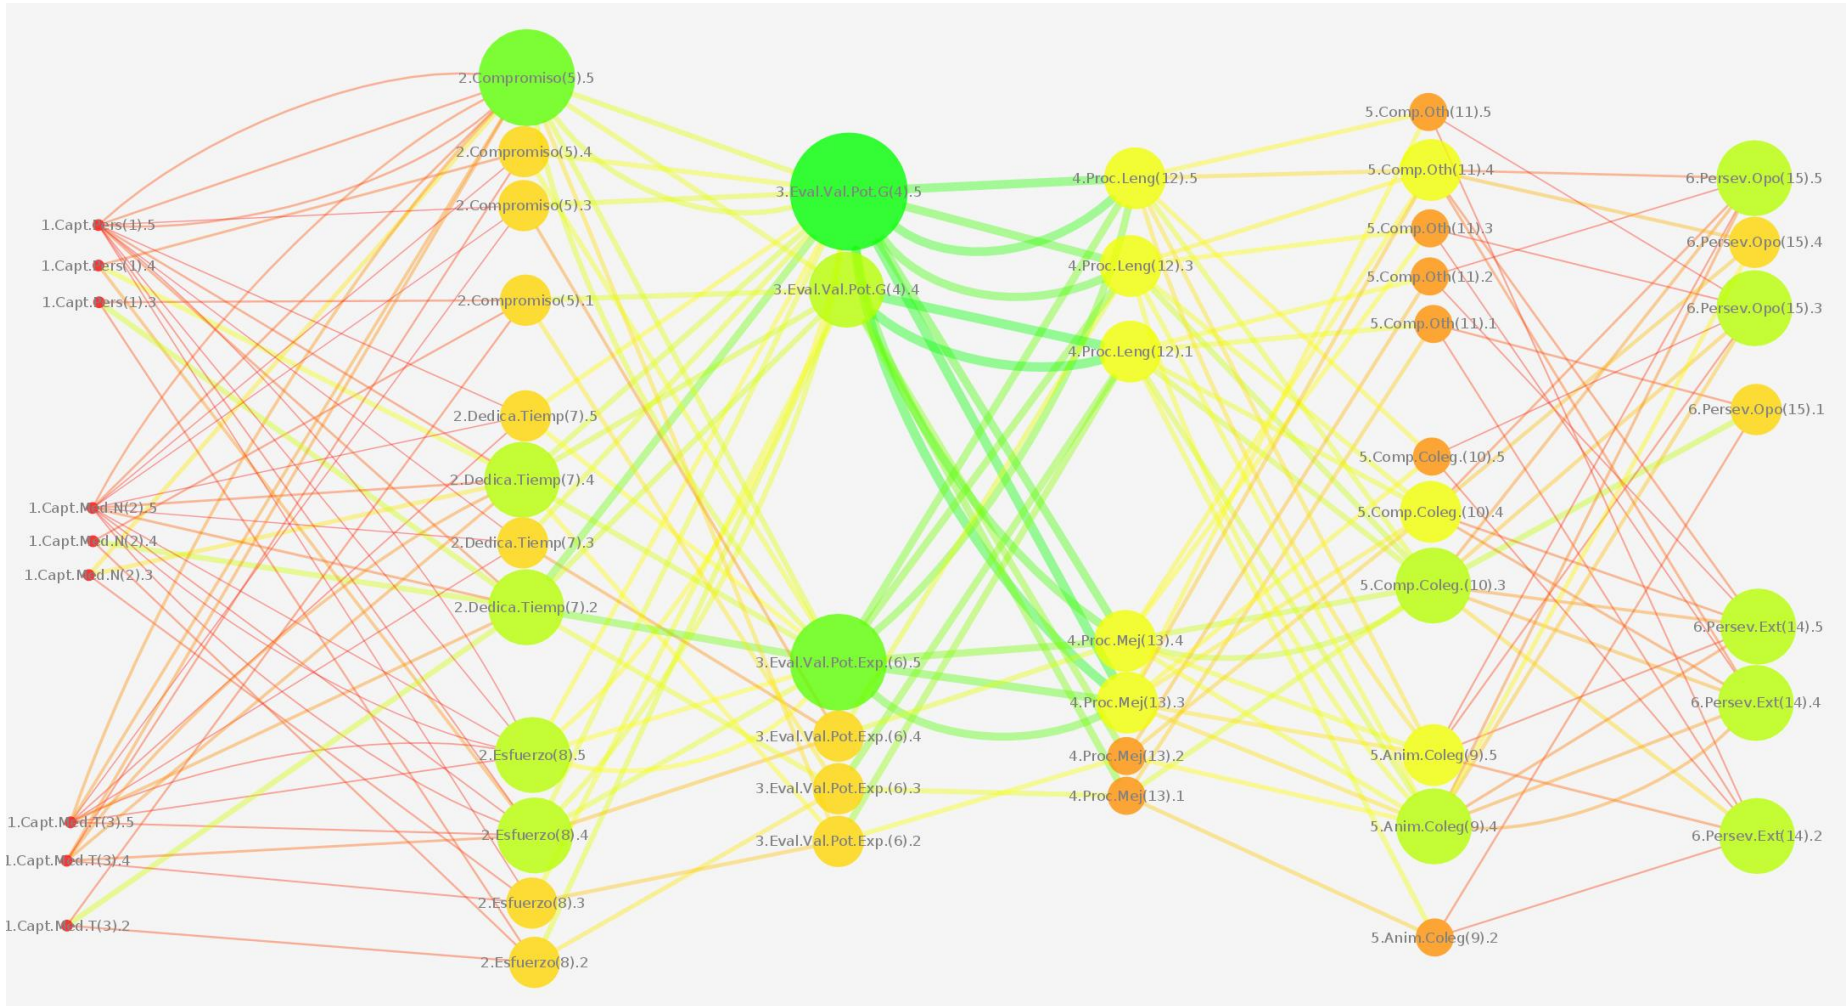 1.Capt.Pers(1).5
1.Capt.Pers(1).4
1.Capt.Pers(1).3
1.Capt.Med.N(2).5
1.Capt.Med.N(2).4
1.Capt.Med.N(2).3
1.Capt.Med.T(3).5
1.Capt.Med.T(3).4
1.Capt.Med.T(3).2
2.Compromiso(5).5
2.Compromiso(5).4
2.Compromiso(5).3
2.Compromiso(5).1
2.Dedica.Tiemp(7).5
2.Dedica.Tiemp(7).4
2.Dedica.Tiemp(7).3
2.Dedica.Tiemp(7).2
2.Esfuerzo(8).5
2.Esfuerzo(8).4
2.Esfuerzo(8).3
2.Esfuerzo(8).2
3.Eval.Val.Pot.G(4).5
3.Eval.Val.Pot.G(4).4
3.Eval.Val.Pot.Exp.(6).5
3.Eval.Val.Pot.Exp.(6).4
3.Eval.Val.Pot.Exp.(6).3
3.Eval.Val.Pot.Exp.(6).2
4.Proc.Leng(12).5
4.Proc.Leng(12).3
4.Proc.Leng(12).1
4.Proc.Mej(13).4
4.Proc.Mej(13).3
4.Proc.Mej(13).2
4.Proc.Mej(13).1
5.Comp.Oth(11).5
5.Comp.Oth(11).4
5.Comp.Oth(11).3
5.Comp.Oth(11).2
5.Comp.Oth(11).1
5.Comp.Coleg.(10).5
5.Comp.Coleg.(10).4
5.Comp.Coleg.(10).3
5.Anim.Coleg(9).5
5.Anim.Coleg(9).4
5.Anim.Coleg(9).2
6.Persev.Opo(15).5
6.Persev.Opo(15).4
6.Persev.Opo(15).3
6.Persev.Opo(15).1
6.Persev.Ext(14).5
6.Persev.Ext(14).4
6.Persev.Ext(14).2